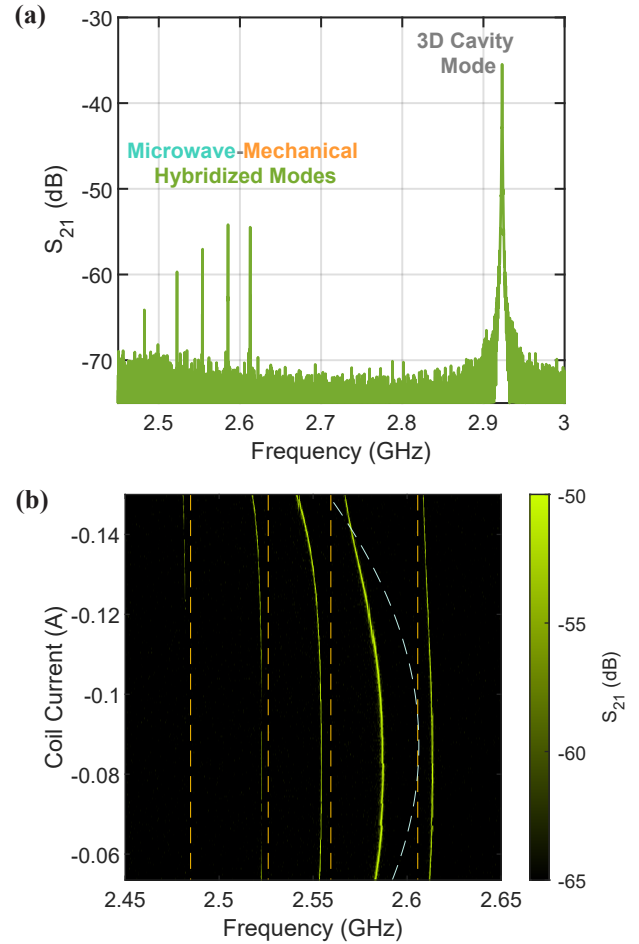 (a)
-30
-40
-50
-60
-70
S21 (dB)
3D Cavity
Mode
Microwave-Mechanical
Hybridized Modes
2.5
2.6
2.7
2.8
2.9
3
Frequency (GHz)
(b)
-0.14
-0.12
-0.1
-0.08
-0.06
Coil Current (A)
2.45
2.5
2.55
2.6
2.65
Frequency (GHz)
-50
-55
-60
-65
S21 (dB)